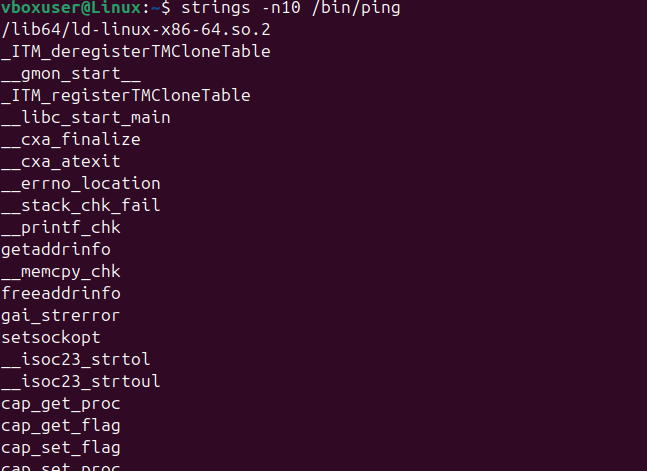 vboxuser@Linux:~$ strings -n10 /bin/ping
/lib64/ld-linux-x86-64.so.2
_ITM_deregisterTMCloneTable
__gmon_start__
_ITM_registerTMCloneTable
__libc_start_main
__cxa_finalize
__cxa_atexit
__errno_location
__stack_chk_fail
__printf_chk
getaddrinfo
__memcpy_chk
freeaddrinfo
gai_strerror
setsockopt
__isoc23_strtol
__isoc23_strtoul
cap_get_proc
cap_get_flag
cap_set_flag
cap_set_proc